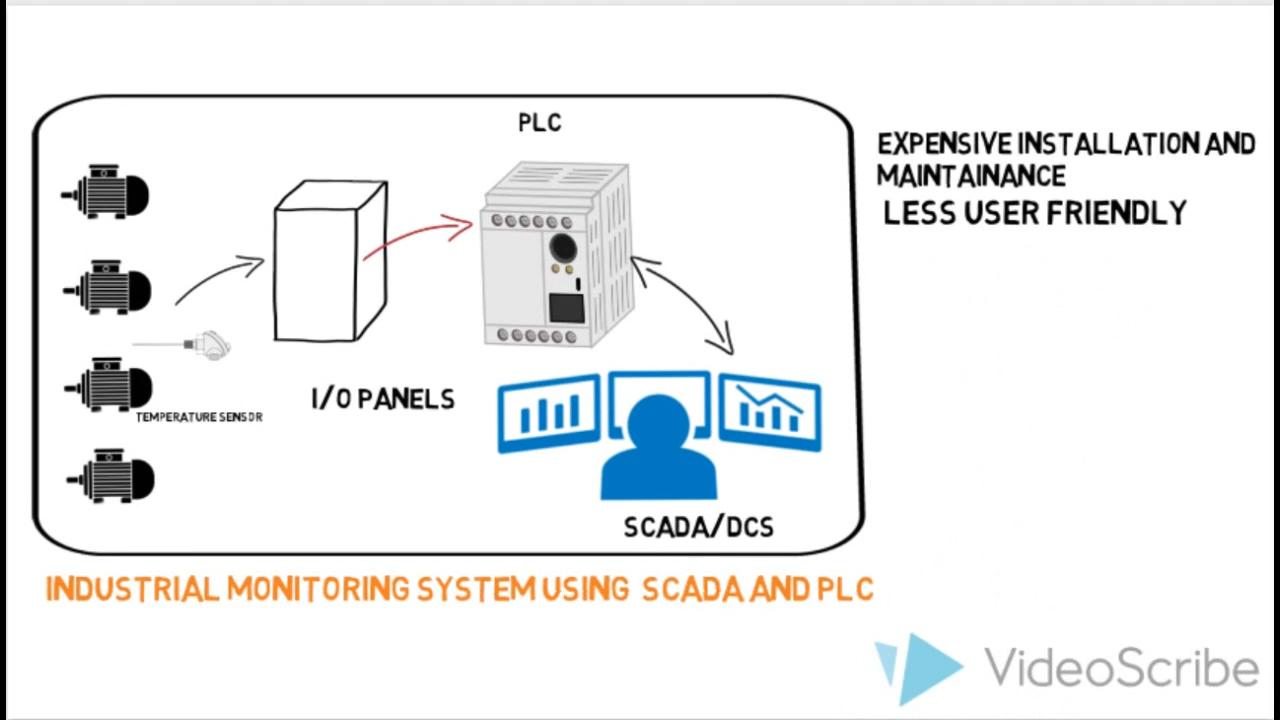 PLC
EXPENSIVE INSTALLATION AND
MAINTAINANCE
LESS USER FRIENDLY
I/O PANELS
TEMPERATURE SENSOR
SCADA/DCS
INDUSTRIAL MONITORING SYSTEM USING SCADA AND PLC
VideoScribe